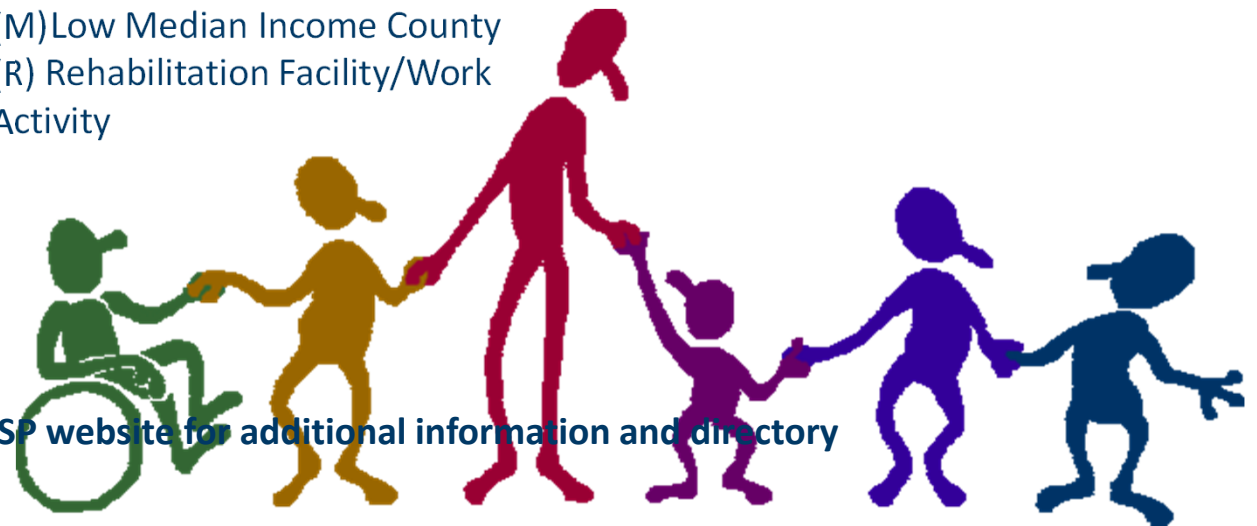 (M)Low Median Income County
(R) Rehabilitation Facility/Work
Activity
SP website for additional information and directory